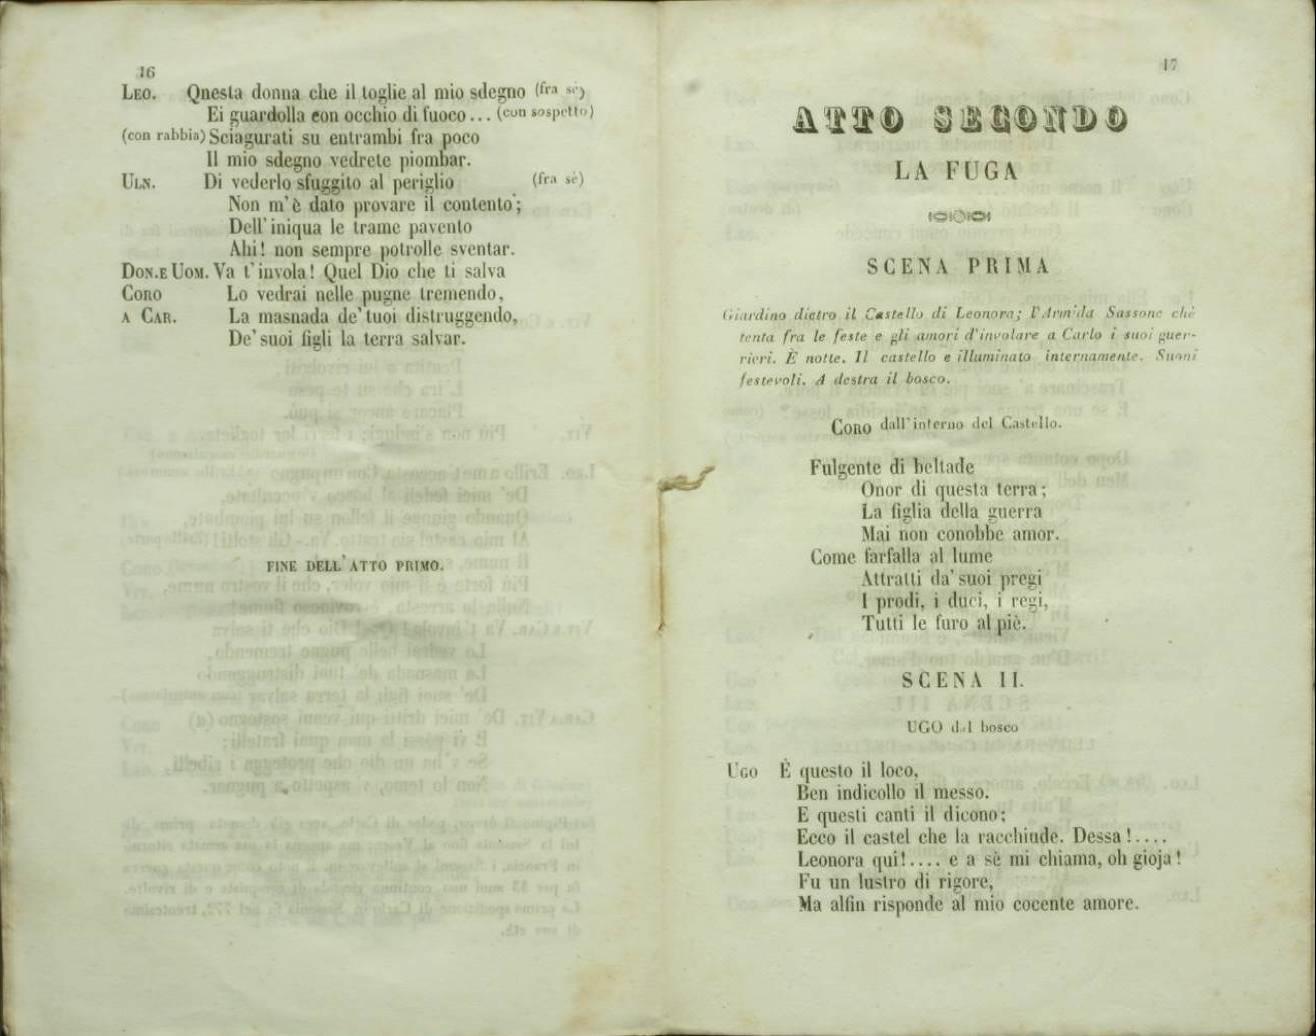 16
LEO. Questa donna che il toglie al mio sdegno (fra sè)
Ei guardolla con occhio di fuoco... (con sospetto)
(con rabbia) Sciagurati su entrambi fra poco
Il mio sdegno vedrete piombar.
ULN. Di vederlo sfuggito al periglio (fra sè)
Non m'è dato provare il contento;
Dell'iniqua le trame pavento
Ahi! non sempre potrolle sventar.
DON. E UOM. Va t'invola! Quel Dio che ti salva
CORO Lo vedrai nelle pugne tremendo,
A CAR. La masnada de' tuoi distruggendo,
De' suoi figli la terra salvar.
FINE DELL'ATTO PRIMO.
17
ATTO SECONDO
LA FUGA
SCENA PRIMA
Giardino dietro il Castello di Leonora; l'Armida Sassone chè
tenta fra le feste e gli amori d'involare a Carlo i suoi guer-
rieri. È notte. Il castello e illuminato internamente. Suoni
festevoli. A destra il bosco.
CORO dall'interno del Castello.
Fulgente di beltade
Onor di questa terra;
La figlia della guerra
Mai non conobbe amor.
Come farfalla al lume
Attratti da' suoi pregi
I prodi, i duci, i regi,
Tutti le furo al piè.
SCENA II.
UGO dal bosco
UGO È questo il loco,
Ben indicollo il messo.
E questi canti il dicono;
Ecco il castel che la racchiude. Dessa!....
Leonora qui!.... e a sè mi chiama, oh gioja!
Fu un lustro di rigore,
Ma alfin risponde al mio cocente amore.